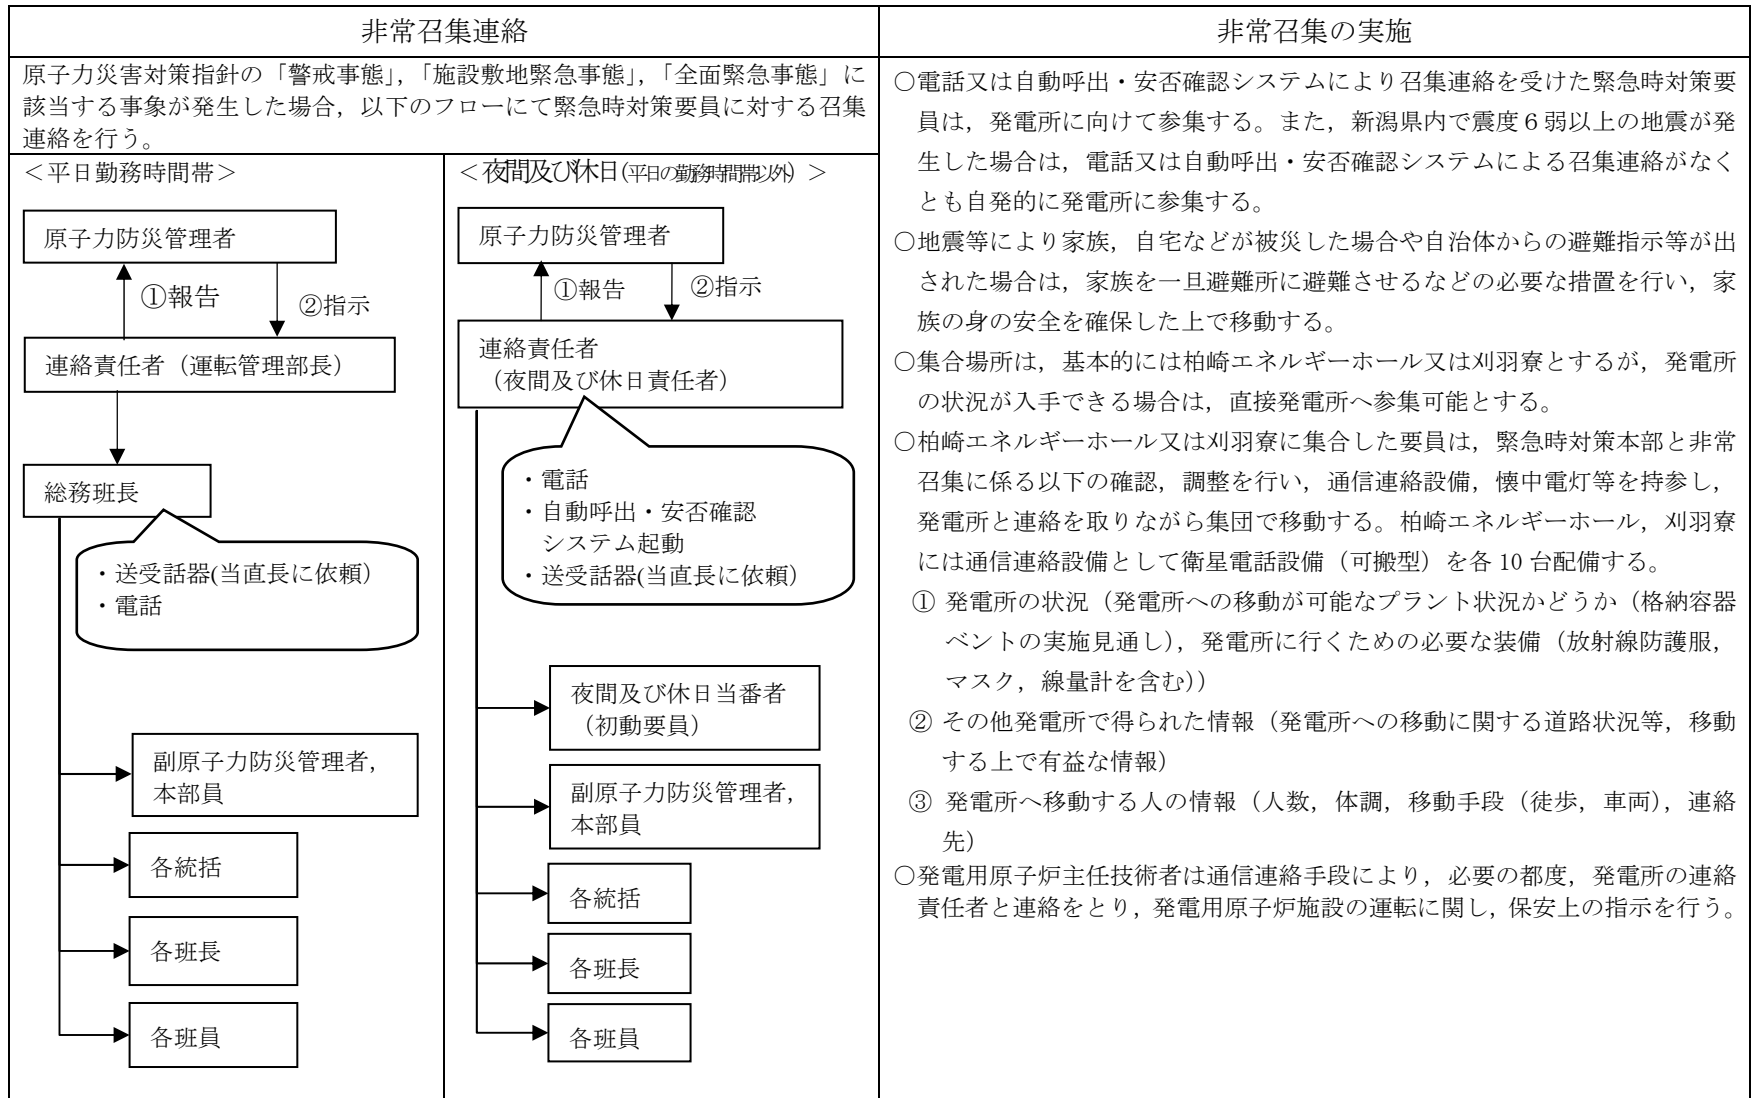 非常召集連絡
原子力災害対策指針の「警戒事態」，「施設敷地緊急事態」，「全面緊急事態」に
該当する事象が発生した場合，以下のフローにて緊急時対策要員に対する召集
連絡を行う。
＜平日勤務時間帯＞
原子力防災管理者
①報告
②指示
連絡責任者（運転管理部長）
総務班長
・送受話器(当直長に依頼）
・電話
副原子力防災管理者，
本部員
各統括
各班長
各班員
＜夜間及び休日(平日の勤務時間帯以外) ＞
原子力防災管理者
①報告
②指示
連絡責任者
（夜間及び休日責任者）
・電話
・自動呼出・安否確認
システム起動
・送受話器(当直長に依頼）
夜間及び休日当番者
（初動要員）
副原子力防災管理者，
本部員
各統括
各班長
各班員
非常召集の実施
○電話又は自動呼出・安否確認システムにより召集連絡を受けた緊急時対策要
員は，発電所に向けて参集する。また，新潟県内で震度６弱以上の地震が発
生した場合は，電話又は自動呼出・安否確認システムによる召集連絡がなく
とも自発的に発電所に参集する。
○地震等により家族，自宅などが被災した場合や自治体からの避難指示等が出
された場合は，家族を一旦避難所に避難させるなどの必要な措置を行い，家
族の身の安全を確保した上で移動する。
○集合場所は，基本的には柏崎エネルギーホール又は刈羽寮とするが，発電所
の状況が入手できる場合は，直接発電所へ参集可能とする。
○柏崎エネルギーホール又は刈羽寮に集合した要員は，緊急時対策本部と非常
召集に係る以下の確認，調整を行い，通信連絡設備，懐中電灯等を持参し，
発電所と連絡を取りながら集団で移動する。柏崎エネルギーホール，刈羽寮
には通信連絡設備として衛星電話設備（可搬型）を各 10 台配備する。
① 発電所の状況（発電所への移動が可能なプラント状況かどうか（格納容器
ベントの実施見通し），発電所に行くための必要な装備（放射線防護服，
マスク，線量計を含む））
② その他発電所で得られた情報（発電所への移動に関する道路状況等，移動
する上で有益な情報）
③ 発電所へ移動する人の情報（人数，体調，移動手段（徒歩，車両），連絡
先）
○発電用原子炉主任技術者は通信連絡手段により，必要の都度，発電所の連絡
責任者と連絡をとり，発電用原子炉施設の運転に関し，保安上の指示を行う。